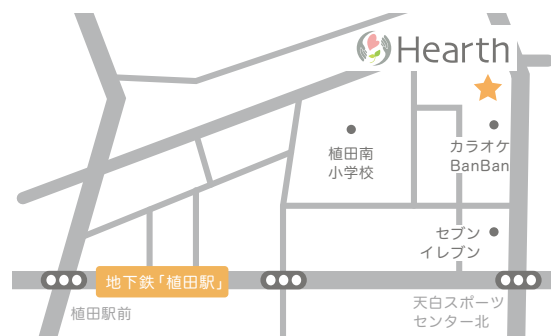 Hearth
カラオケ
BanBan
植田南
小学校
セブン
イレブン
地下鉄「植田駅」
植田駅前
天白スポーツ
センター北